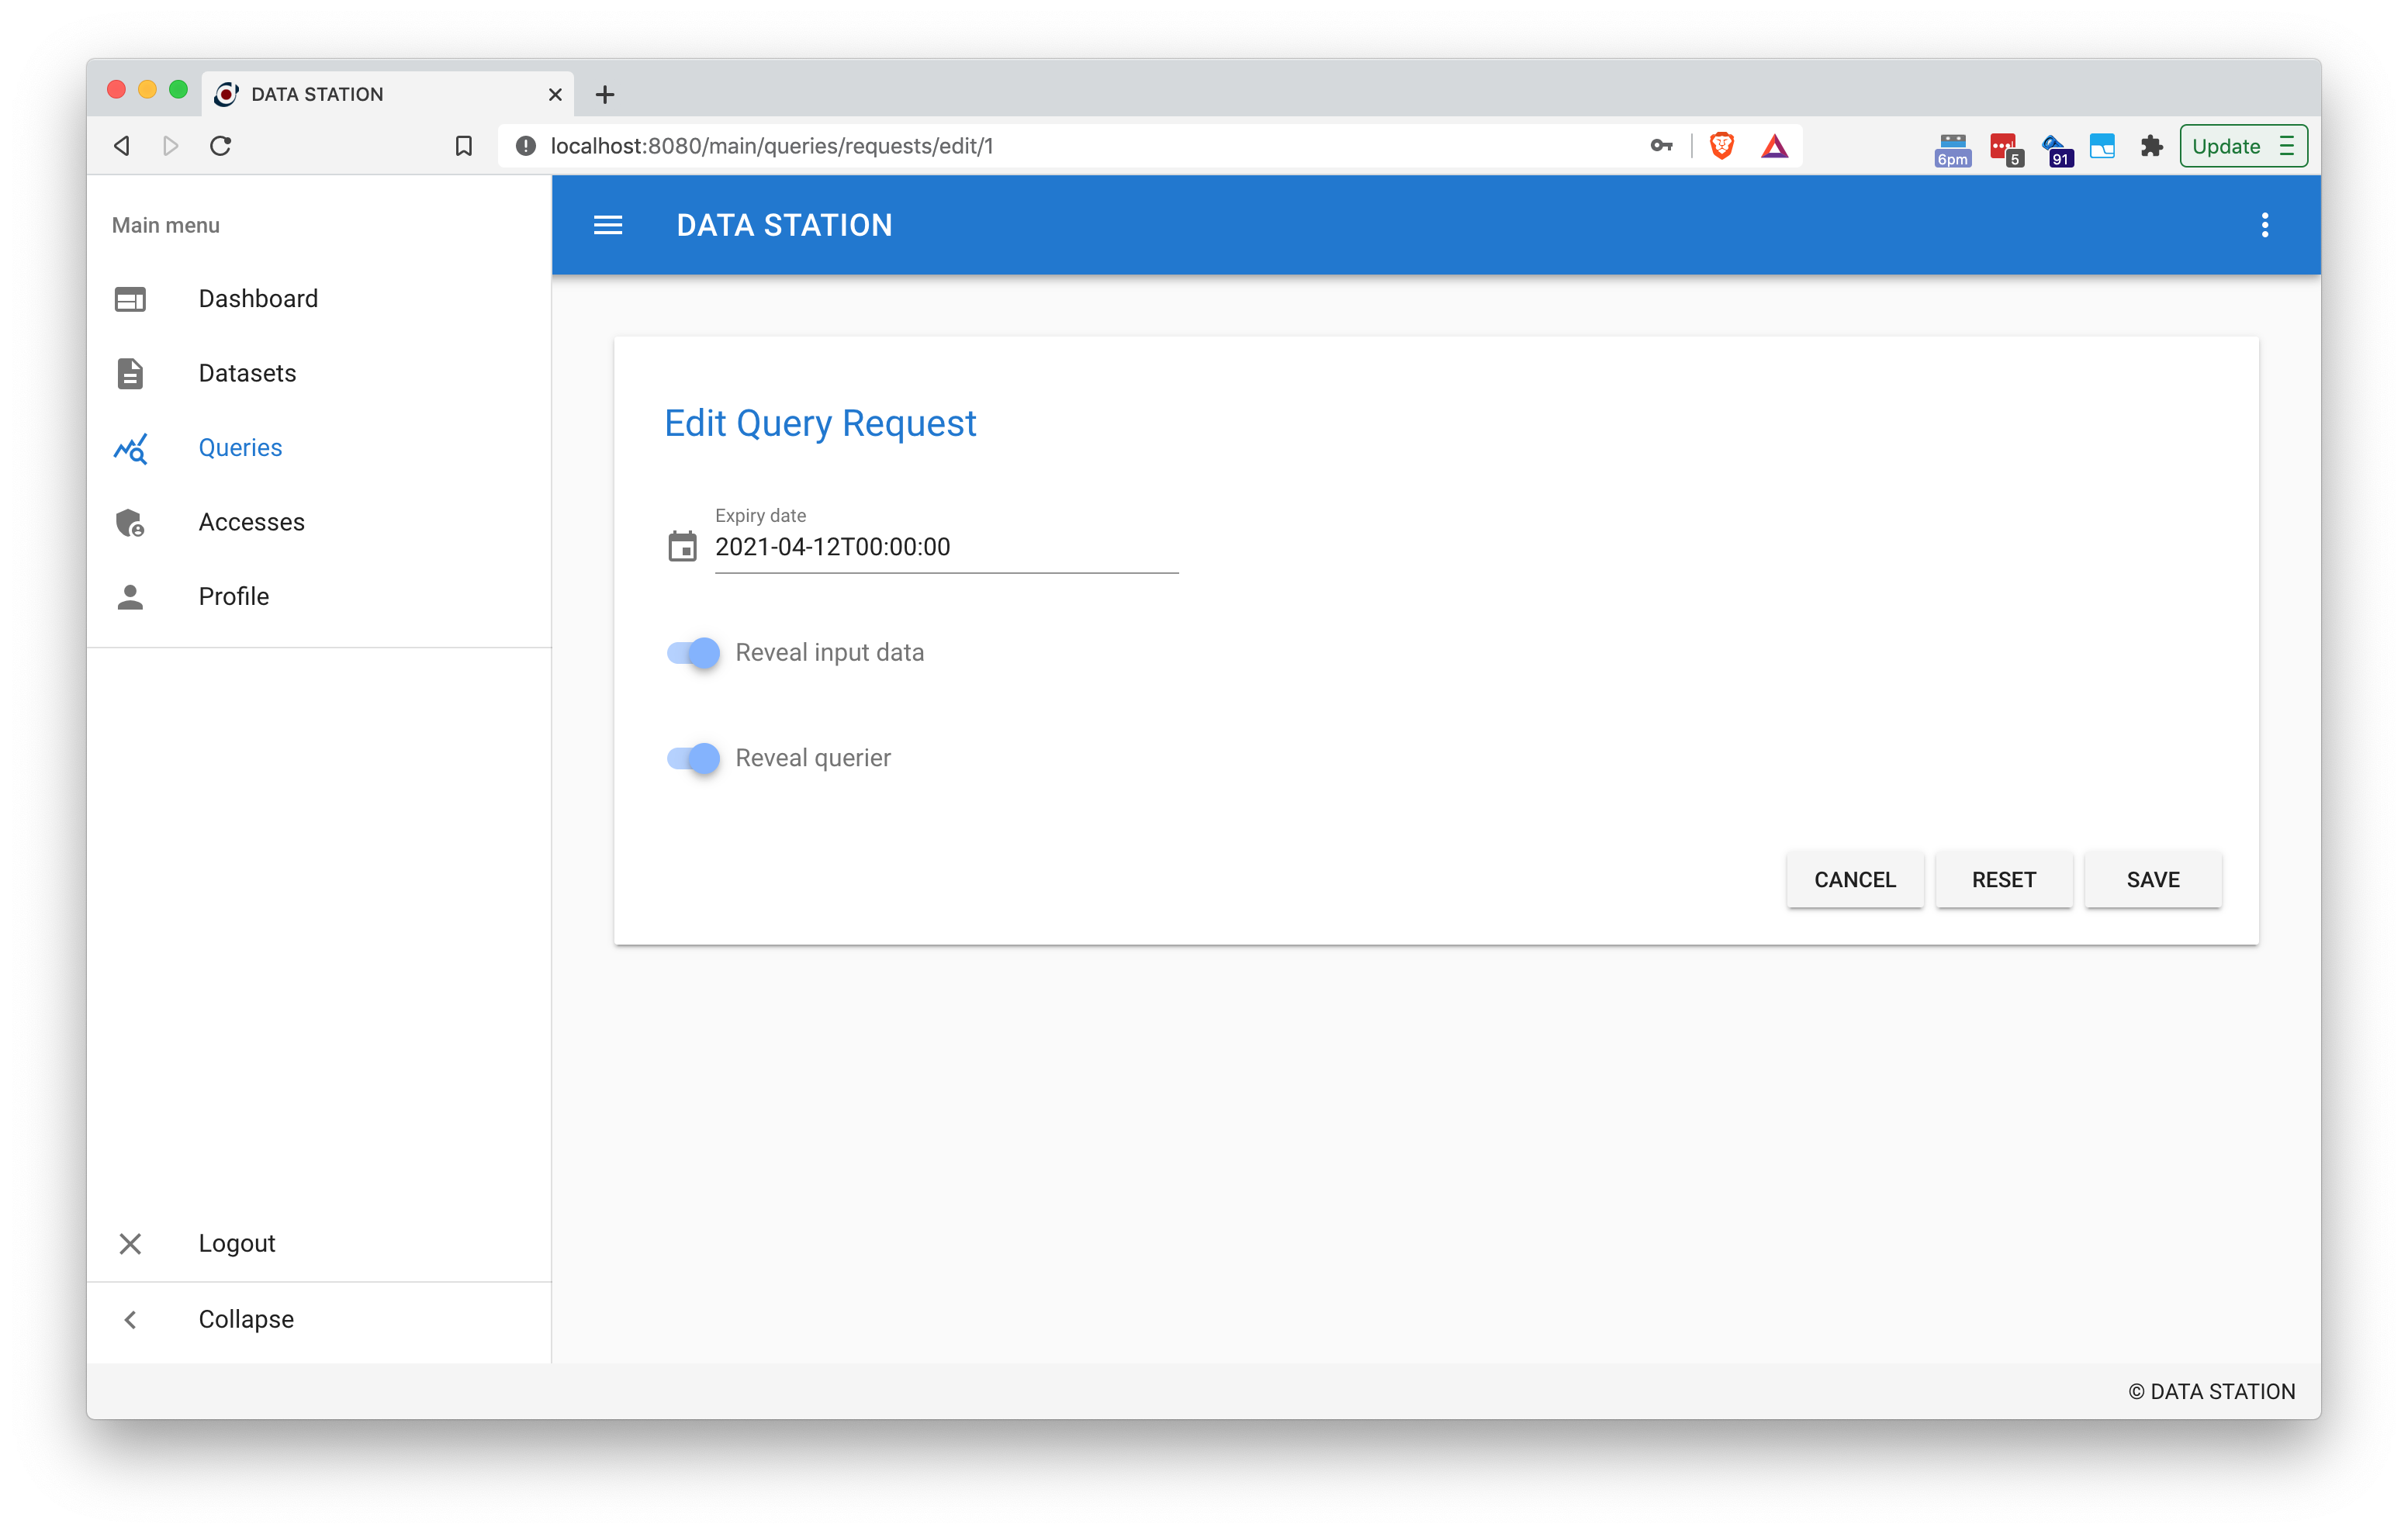 DATA STATION
localhost:8080/main/queries/requests/edit/1
6pm
5
91
Update
Main menu
Dashboard
Datasets
Queries
Accesses
Profile
Logout
Collapse
DATA STATION
Edit Query Request
Expiry date
2021-04-12T00:00:00
Reveal input data
Reveal querier
CANCEL
RESET
SAVE
© DATA STATION